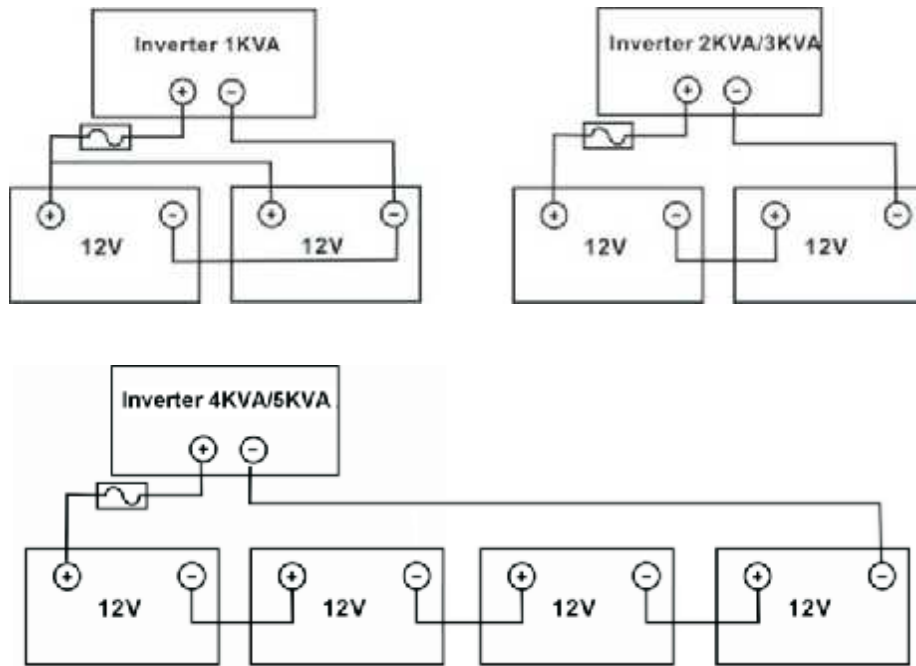 Inverter 1KVA
+ −
+ − + −
12V 12V
Inverter 2KVA/3KVA
+ −
+ − + −
12V 12V
Inverter 4KVA/5KVA
+ −
+ − + − + − + −
12V 12V 12V 12V